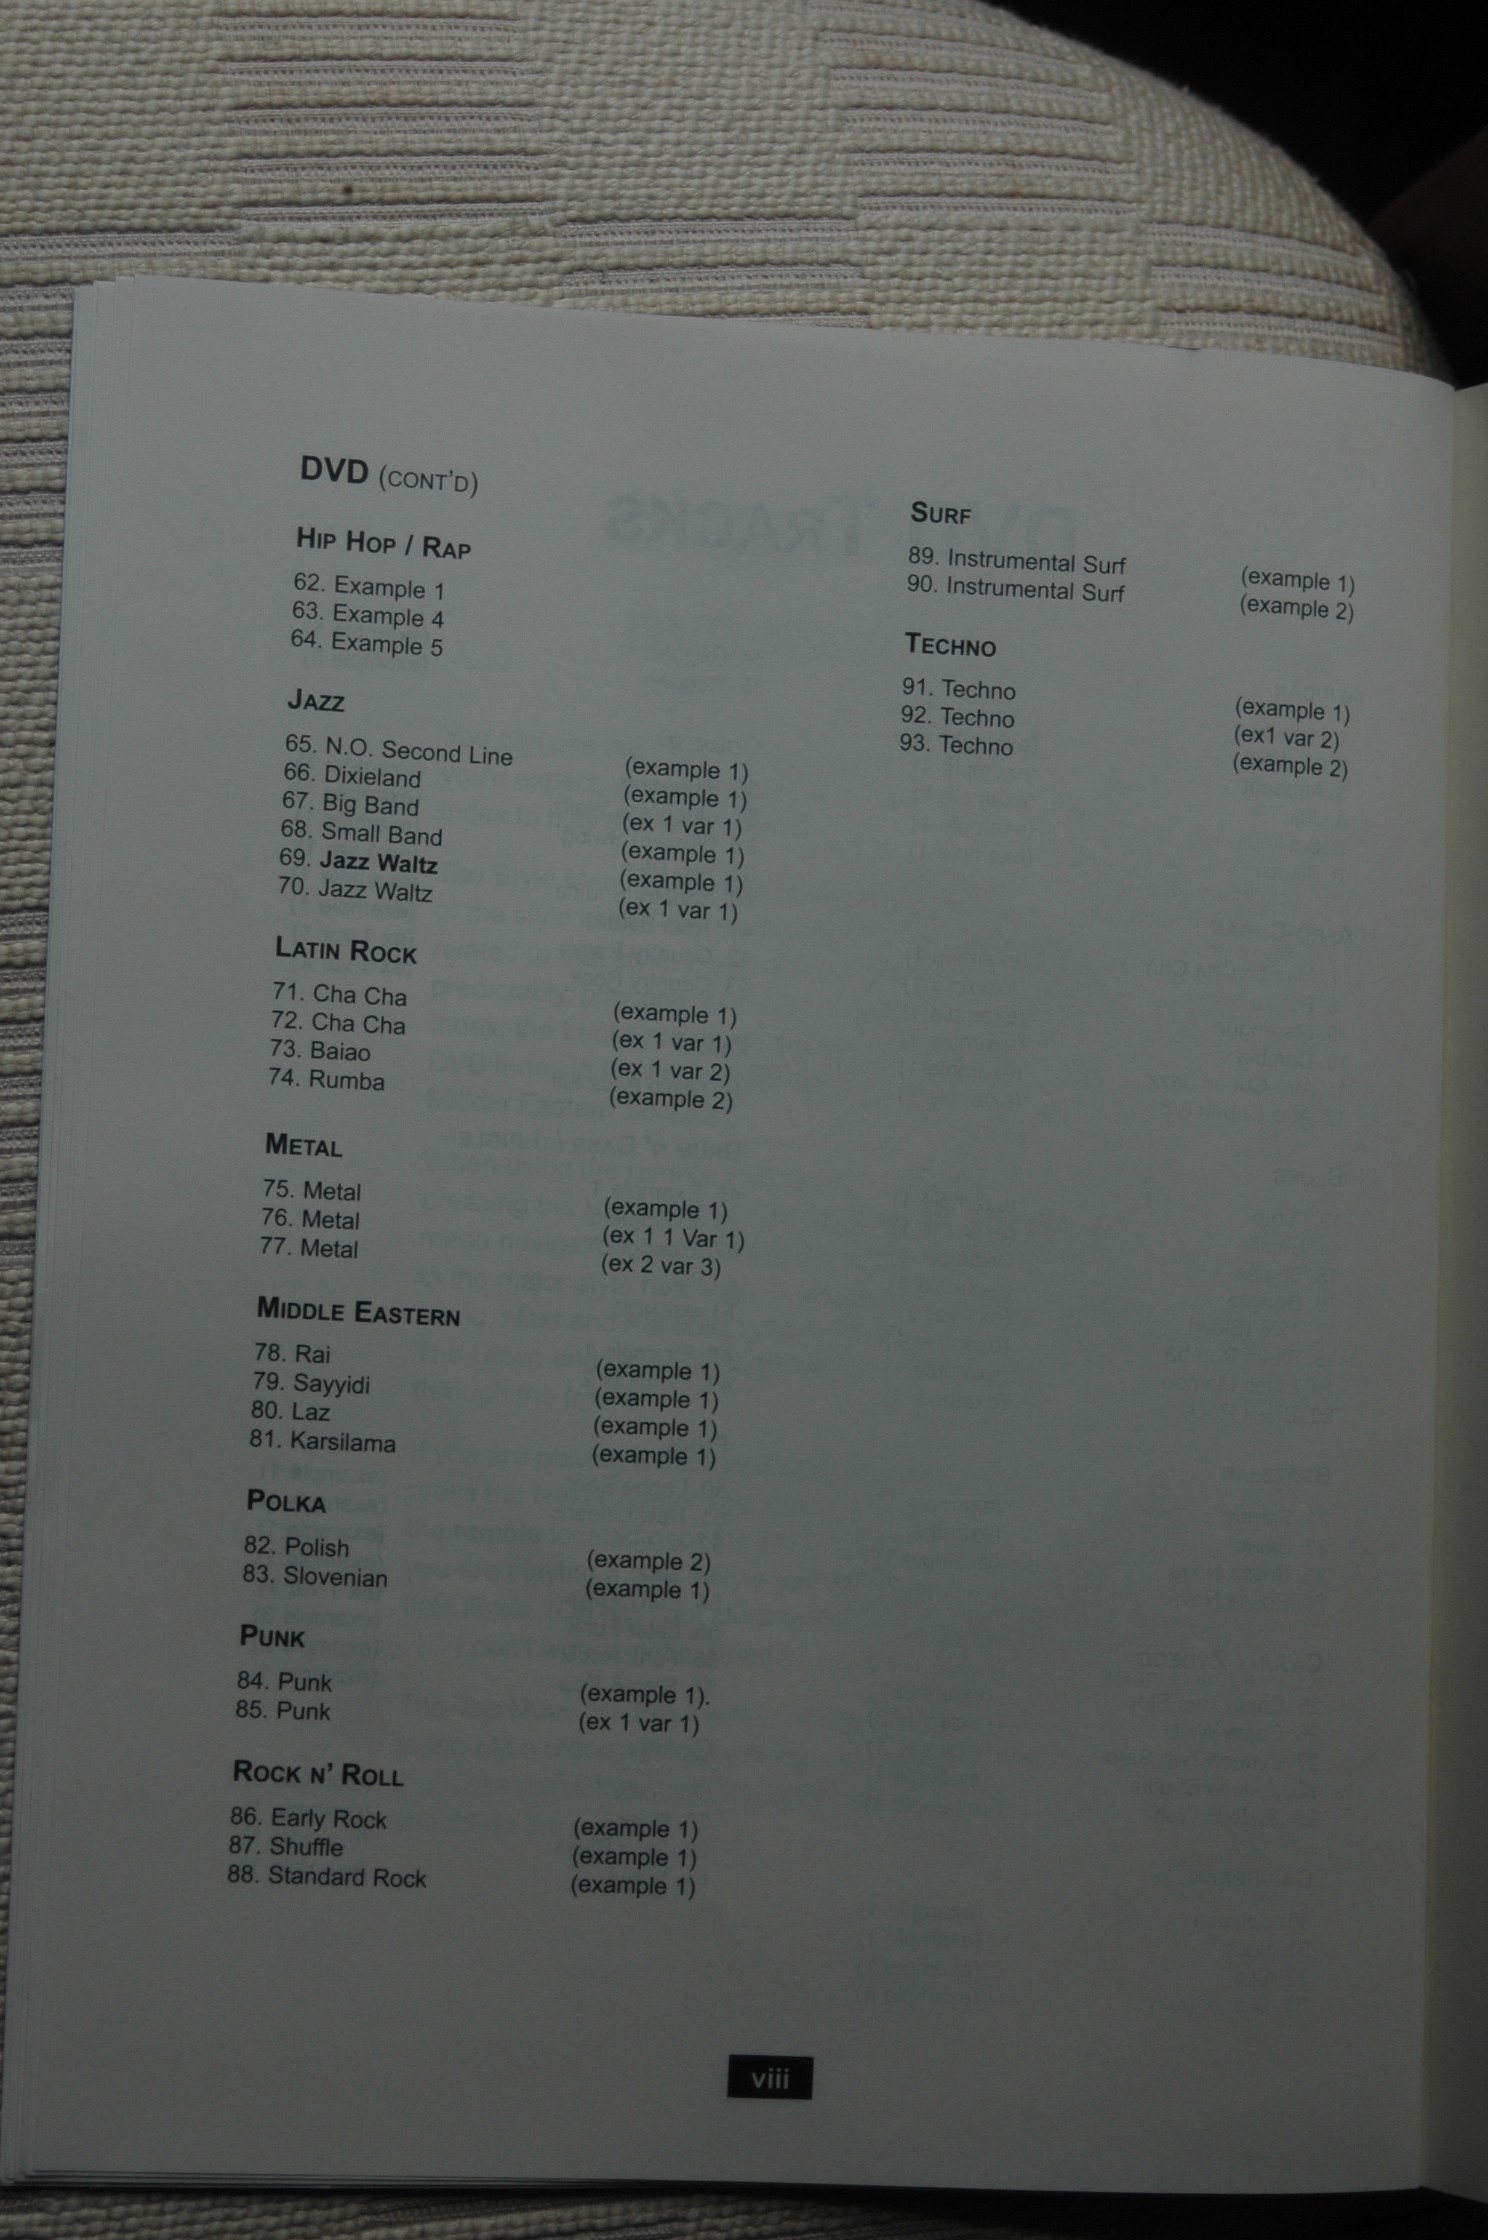 DVD (CONT'D)
HIP HOP / RAP
62. Example 1
63. Example 4
64. Example 5
JAZZ
65. N.O. Second Line (example 1)
66. Dixieland (example 1)
67. Big Band (ex 1 var 1)
68. Small Band (example 1)
69. Jazz Waltz (example 1)
70. Jazz Waltz (ex 1 var 1)
LATIN ROCK
71. Cha Cha (example 1)
72. Cha Cha (ex 1 var 1)
73. Baiao (ex 1 var 2)
74. Rumba (example 2)
METAL
75. Metal (example 1)
76. Metal (ex 1 1 Var 1)
77. Metal (ex 2 var 3)
MIDDLE EASTERN
78. Rai (example 1)
79. Sayyidi (example 1)
80. Laz (example 1)
81. Karsilama (example 1)
POLKA
82. Polish (example 2)
83. Slovenian (example 1)
PUNK
84. Punk (example 1).
85. Punk (ex 1 var 1)
ROCK N' ROLL
86. Early Rock (example 1)
87. Shuffle (example 1)
88. Standard Rock (example 1)
SURF
89. Instrumental Surf (example 1)
90. Instrumental Surf (example 2)
TECHNO
91. Techno (example 1)
92. Techno (ex1 var 2)
93. Techno (example 2)
viii